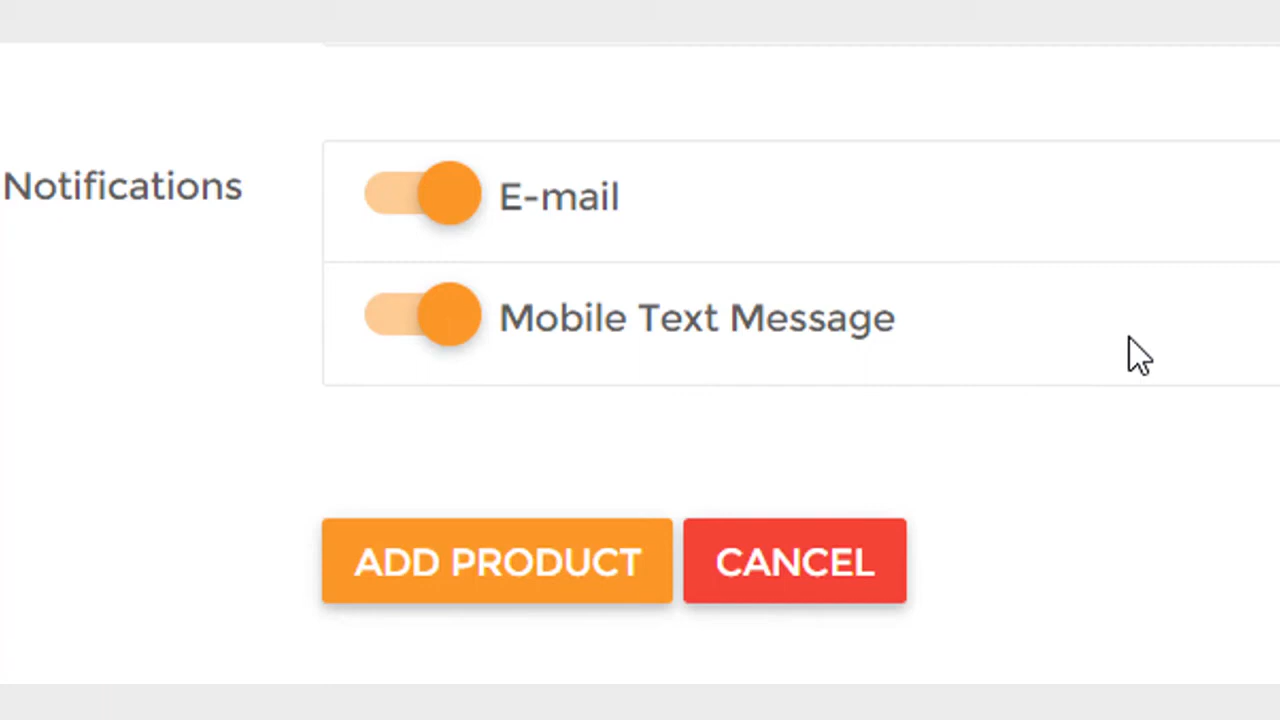 Notifications
E-mail
Mobile Text Message
ADD PRODUCT
CANCEL